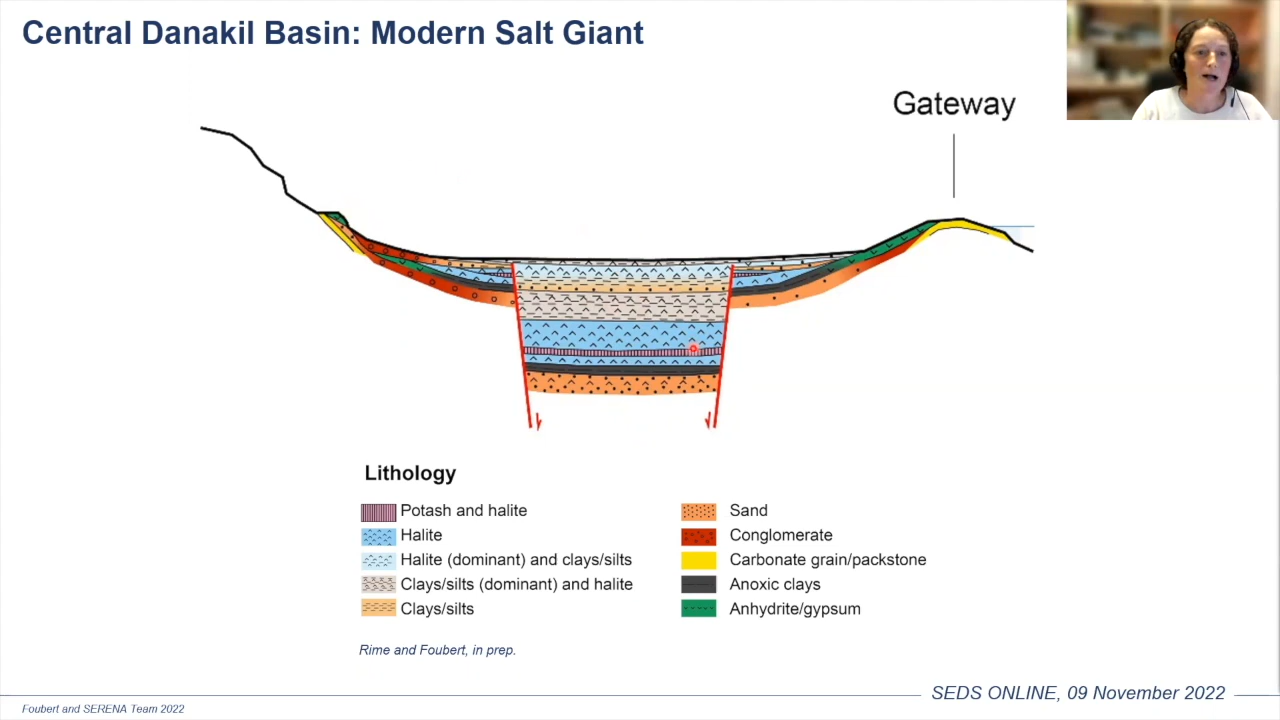 Central Danakil Basin: Modern Salt Giant
Gateway
Lithology
Potash and halite
Halite
Halite (dominant) and clays/silts
Clays/silts (dominant) and halite
Clays/silts
Sand
Conglomerate
Carbonate grain/packstone
Anoxic clays
Anhydrite/gypsum
Rime and Foubert, in prep.
SEDS ONLINE, 09 November 2022
Foubert and SERENA Team 2022